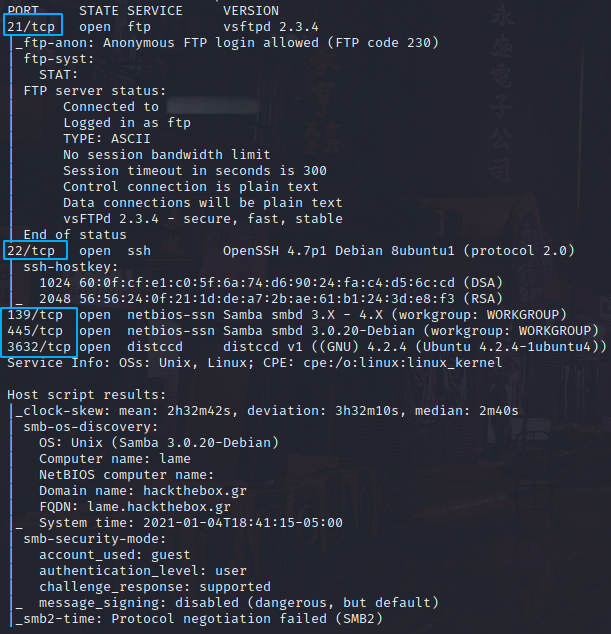 PORT     STATE SERVICE     VERSION
21/tcp   open  ftp         vsftpd 2.3.4
|_ftp-anon: Anonymous FTP login allowed (FTP code 230)
| ftp-syst:
|   STAT:
| FTP server status:
|      Connected to
|      Logged in as ftp
|      TYPE: ASCII
|      No session bandwidth limit
|      Session timeout in seconds is 300
|      Control connection is plain text
|      Data connections will be plain text
|      vsFTPd 2.3.4 - secure, fast, stable
|_End of status
22/tcp   open  ssh         OpenSSH 4.7p1 Debian 8ubuntu1 (protocol 2.0)
| ssh-hostkey:
|   1024 60:0f:cf:e1:c0:5f:6a:74:d6:90:24:fa:c4:d5:6c:cd (DSA)
|_  2048 56:56:24:0f:21:1d:de:a7:2b:ae:61:b1:24:3d:e8:f3 (RSA)
139/tcp  open  netbios-ssn Samba smbd 3.X - 4.X (workgroup: WORKGROUP)
445/tcp  open  netbios-ssn Samba smbd 3.0.20-Debian (workgroup: WORKGROUP)
3632/tcp open  distccd     distccd v1 ((GNU) 4.2.4 (Ubuntu 4.2.4-1ubuntu4))
Service Info: OSs: Unix, Linux; CPE: cpe:/o:linux:linux_kernel

Host script results:
|_clock-skew: mean: 2h32m42s, deviation: 3h32m10s, median: 2m40s
| smb-os-discovery:
|   OS: Unix (Samba 3.0.20-Debian)
|   Computer name: lame
|   NetBIOS computer name:
|   Domain name: hackthebox.gr
|   FQDN: lame.hackthebox.gr
|_  System time: 2021-01-04T18:41:15-05:00
| smb-security-mode:
|   account_used: guest
|   authentication_level: user
|   challenge_response: supported
|_  message_signing: disabled (dangerous, but default)
|_smb2-time: Protocol negotiation failed (SMB2)
永盛電子公司